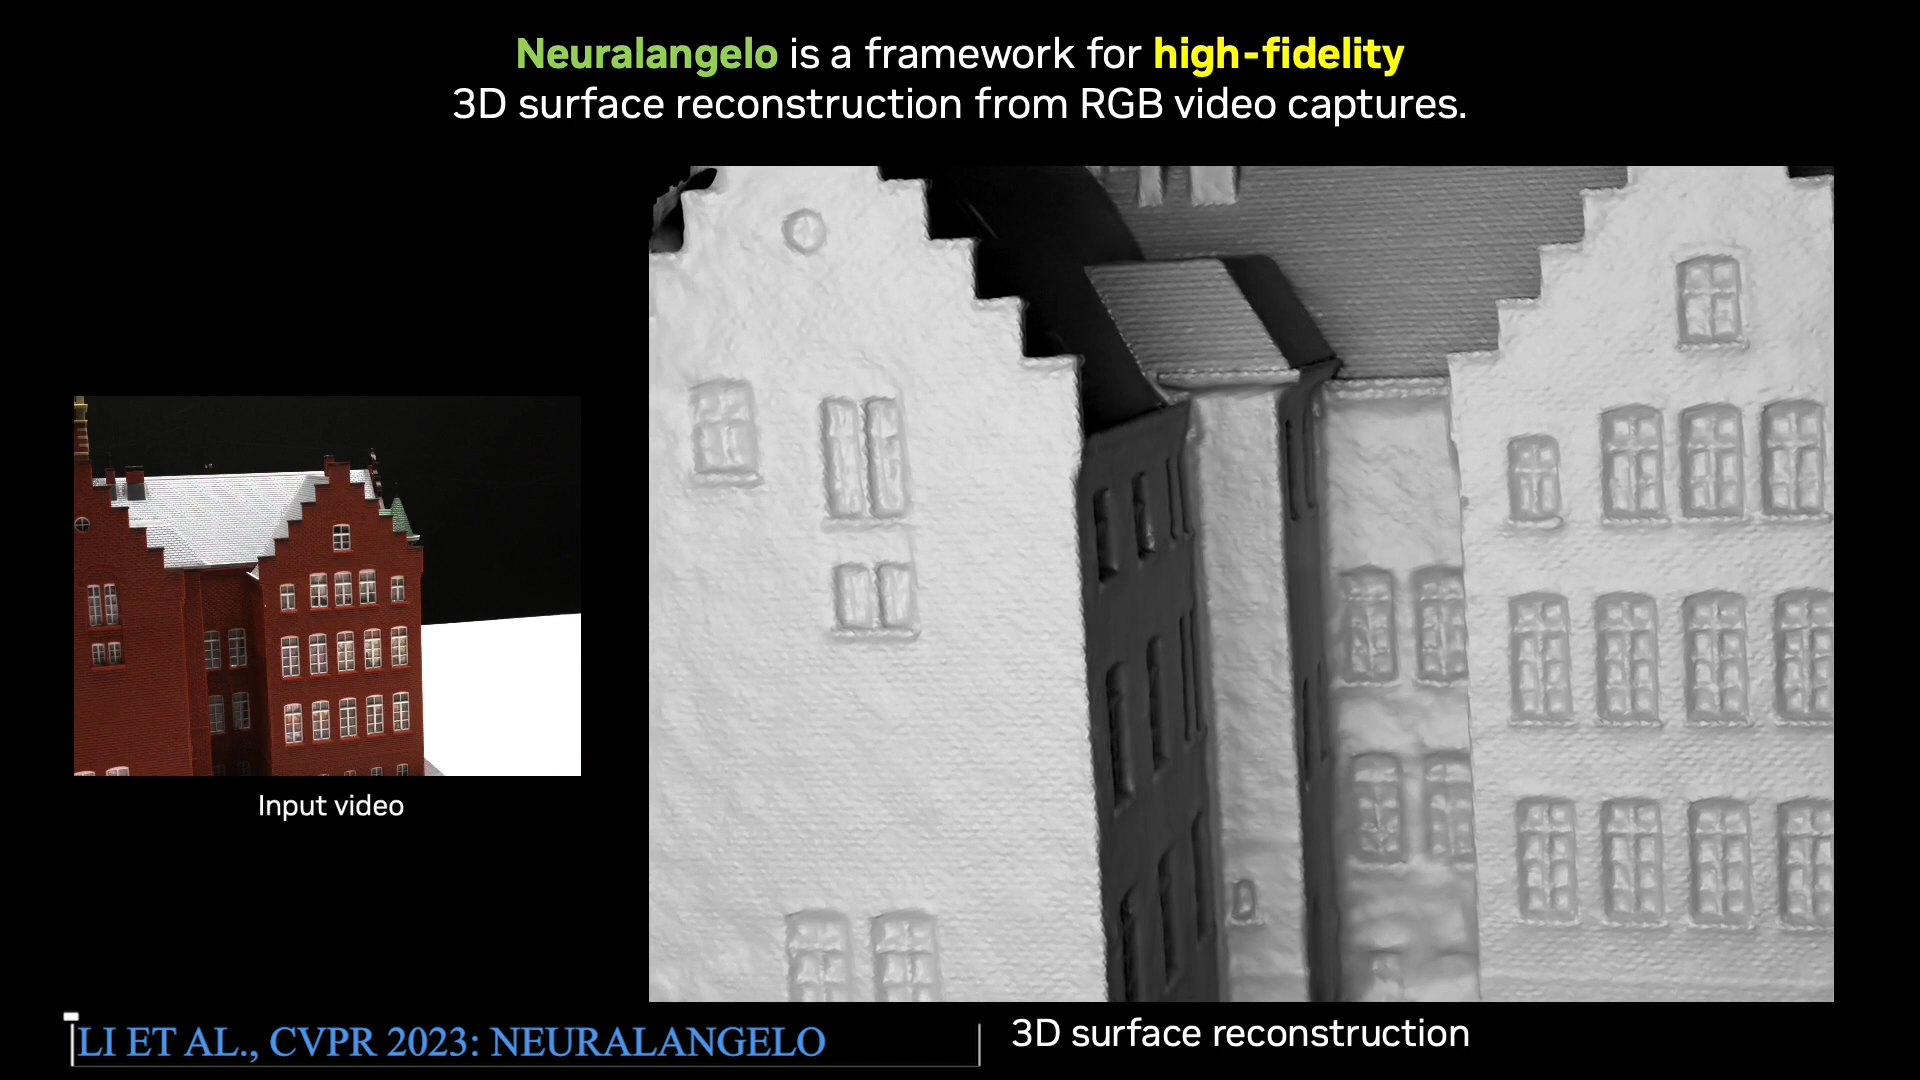 Neuralangelo is a framework for high-fidelity
3D surface reconstruction from RGB video captures.
Input video
3D surface reconstruction
LI ET AL., CVPR 2023: NEURALANGELO